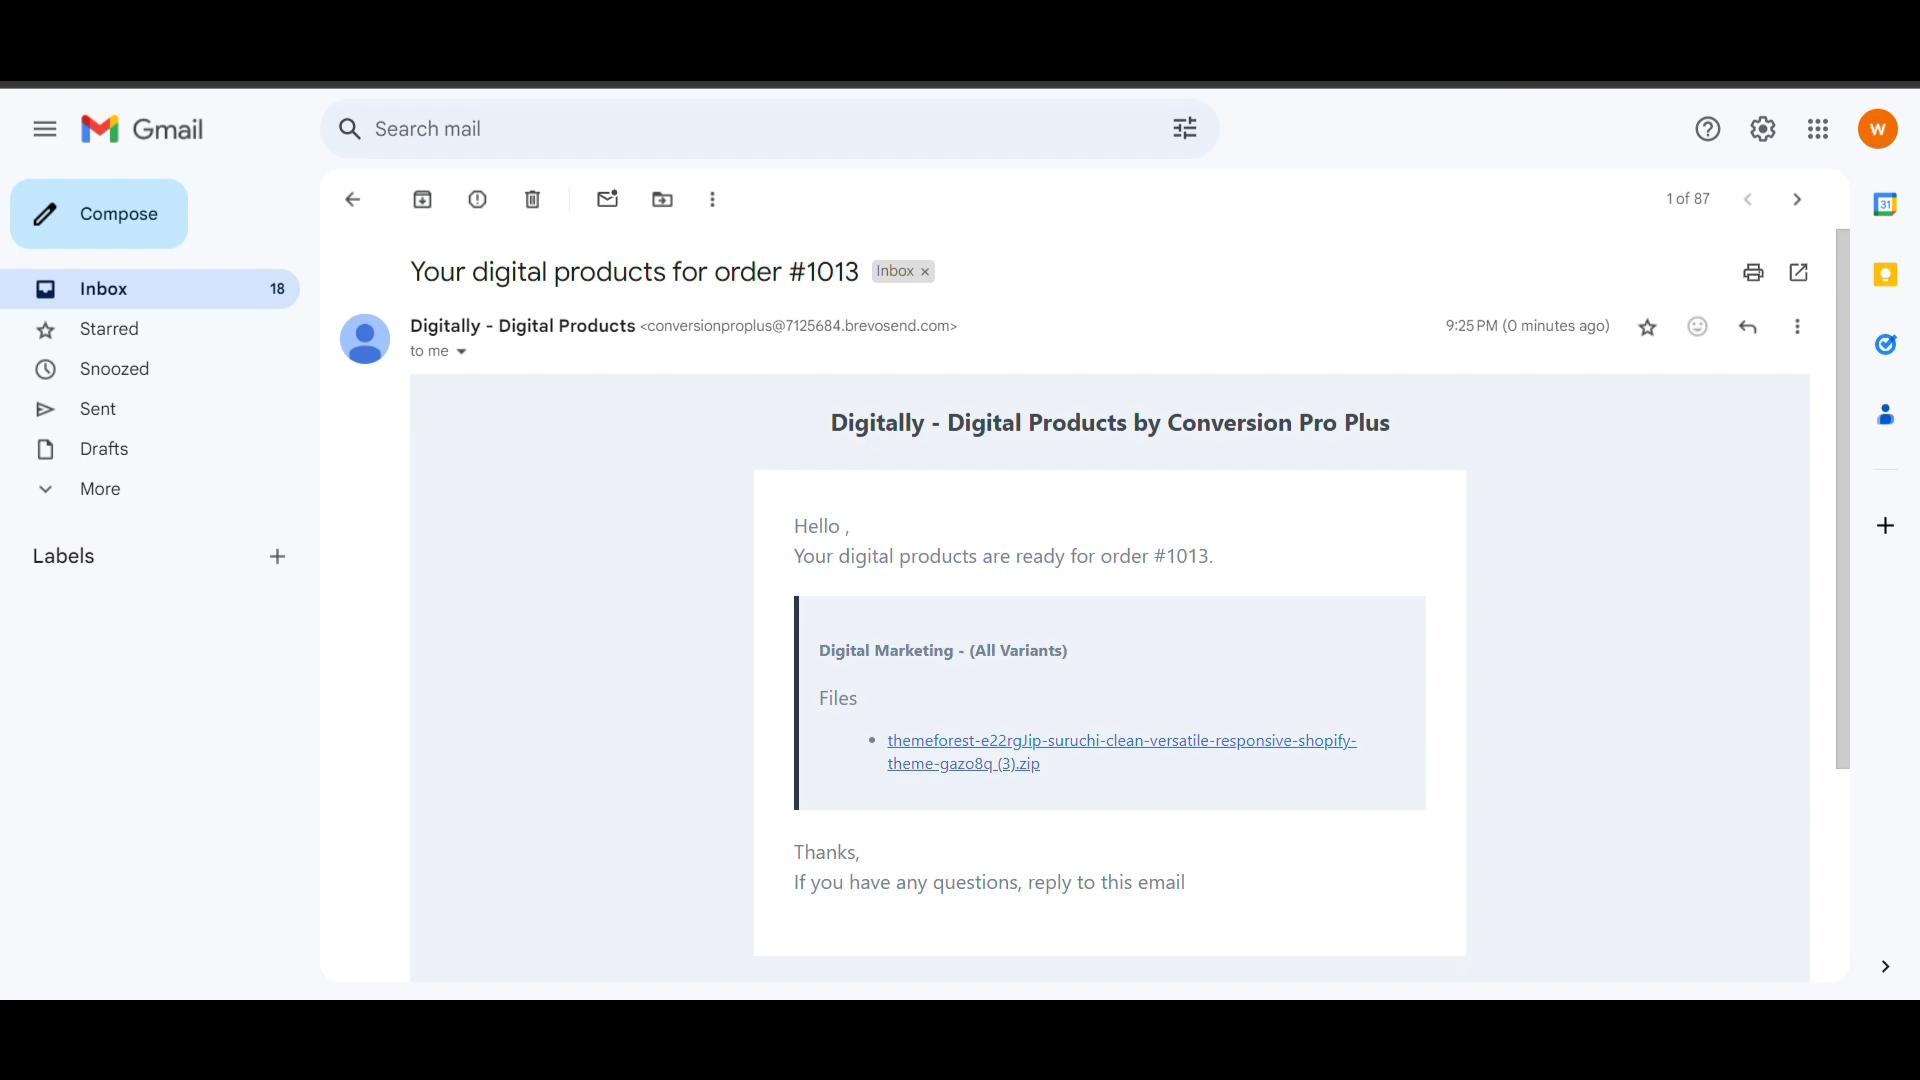 Gmail
Search mail
W
Compose
1 of 87
31
Your digital products for order #1013
Inbox ×
Inbox 18
Digitally - Digital Products <conversionproplus@7125684.brevosend.com>
9:25 PM (0 minutes ago)
to me
Starred
Snoozed
Sent
Drafts
More
Labels
Digitally - Digital Products by Conversion Pro Plus
Hello ,
Your digital products are ready for order #1013.
Digital Marketing - (All Variants)
Files
themeforest-e22rgJip-suruchi-clean-versatile-responsive-shopify-
theme-gazo8q (3).zip
Thanks,
If you have any questions, reply to this email